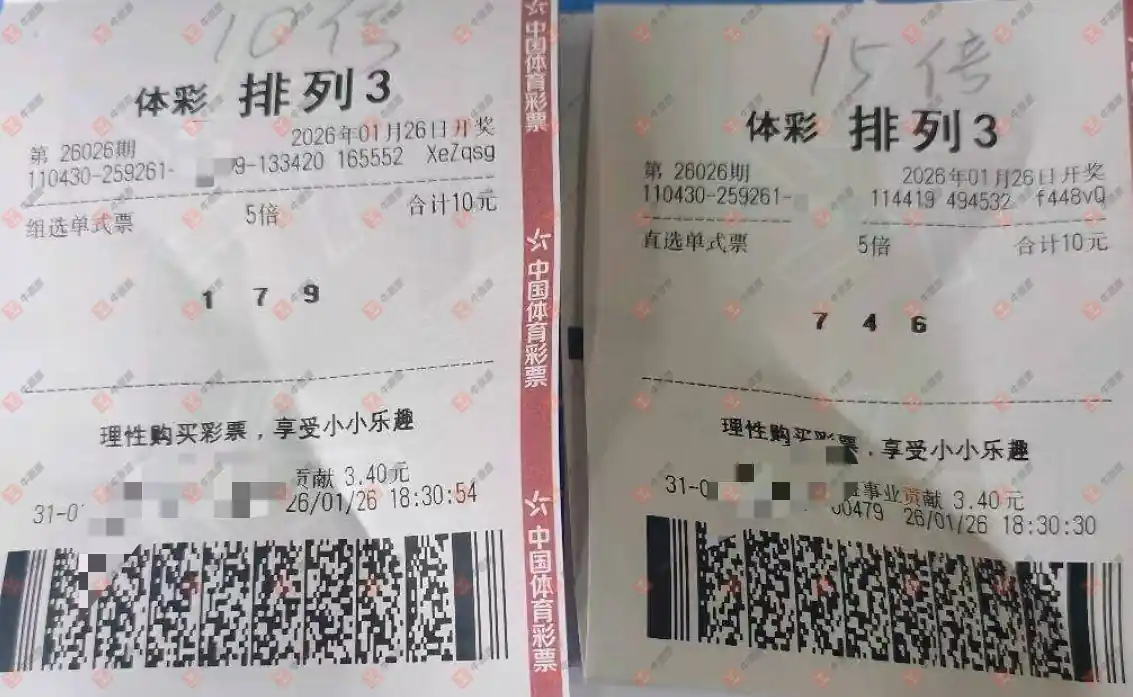 10倍
体彩 排列3
2026年01月26日开奖
第 26026期
110430-259261- 9-133420 165552 XeZqsg
组选单式票 5倍 合计10元
1 7 9
理性购买彩票，享受小小乐趣
贡献 3.40元
31-0 26/01/26 18:30:54
中国体育彩票
中国体育彩票
中国体育彩票
15倍
体彩 排列3
第 26026期 2026年01月26日开奖
110430-259261- 114419 494532 f448vQ
直选单式票 5倍 合计10元
7 4 6
理性购买彩票，享受小小乐趣
事业贡献 3.40元
31-0 00479 26/01/26 18:30:30